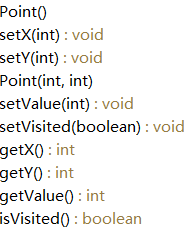 Point()
setX(int) : void
setY(int) : void
Point(int, int)
setValue(int) : void
setVisited(boolean) : void
getX() : int
getY() : int
getValue() : int
isVisited() : boolean